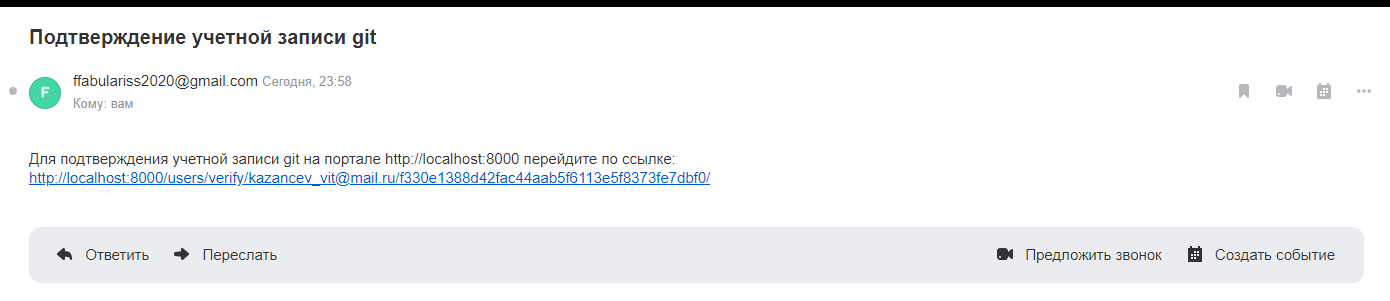 Подтверждение учетной записи git
F
ffabulariss2020@gmail.com Сегодня, 23:58
Кому: вам
Для подтверждения учетной записи git на портале http://localhost:8000 перейдите по ссылке:
http://localhost:8000/users/verify/kazancev_vit@mail.ru/f330e1388d42fac44aab5f6113e5f8373fe7dbf0/
Ответить Переслать Предложить звонок Создать событие